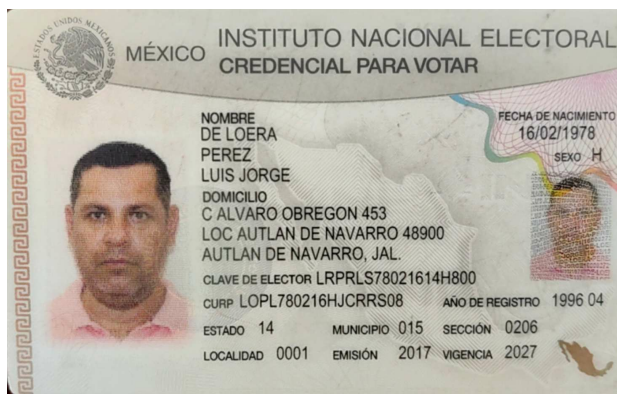 ESTADOS UNIDOS MEXICANOS
MÉXICO INSTITUTO NACIONAL ELECTORAL
CREDENCIAL PARA VOTAR
NOMBRE
DE LOERA
PEREZ
LUIS JORGE
FECHA DE NACIMIENTO
16/02/1978
SEXO H
DOMICILIO
C ALVARO OBREGON 453
LOC AUTLAN DE NAVARRO 48900
AUTLAN DE NAVARRO, JAL.
CLAVE DE ELECTOR LRPRLS78021614H800
CURP LOPL780216HJCRRS08 AÑO DE REGISTRO 1996 04
ESTADO 14 MUNICIPIO 015 SECCIÓN 0206
LOCALIDAD 0001 EMISIÓN 2017 VIGENCIA 2027